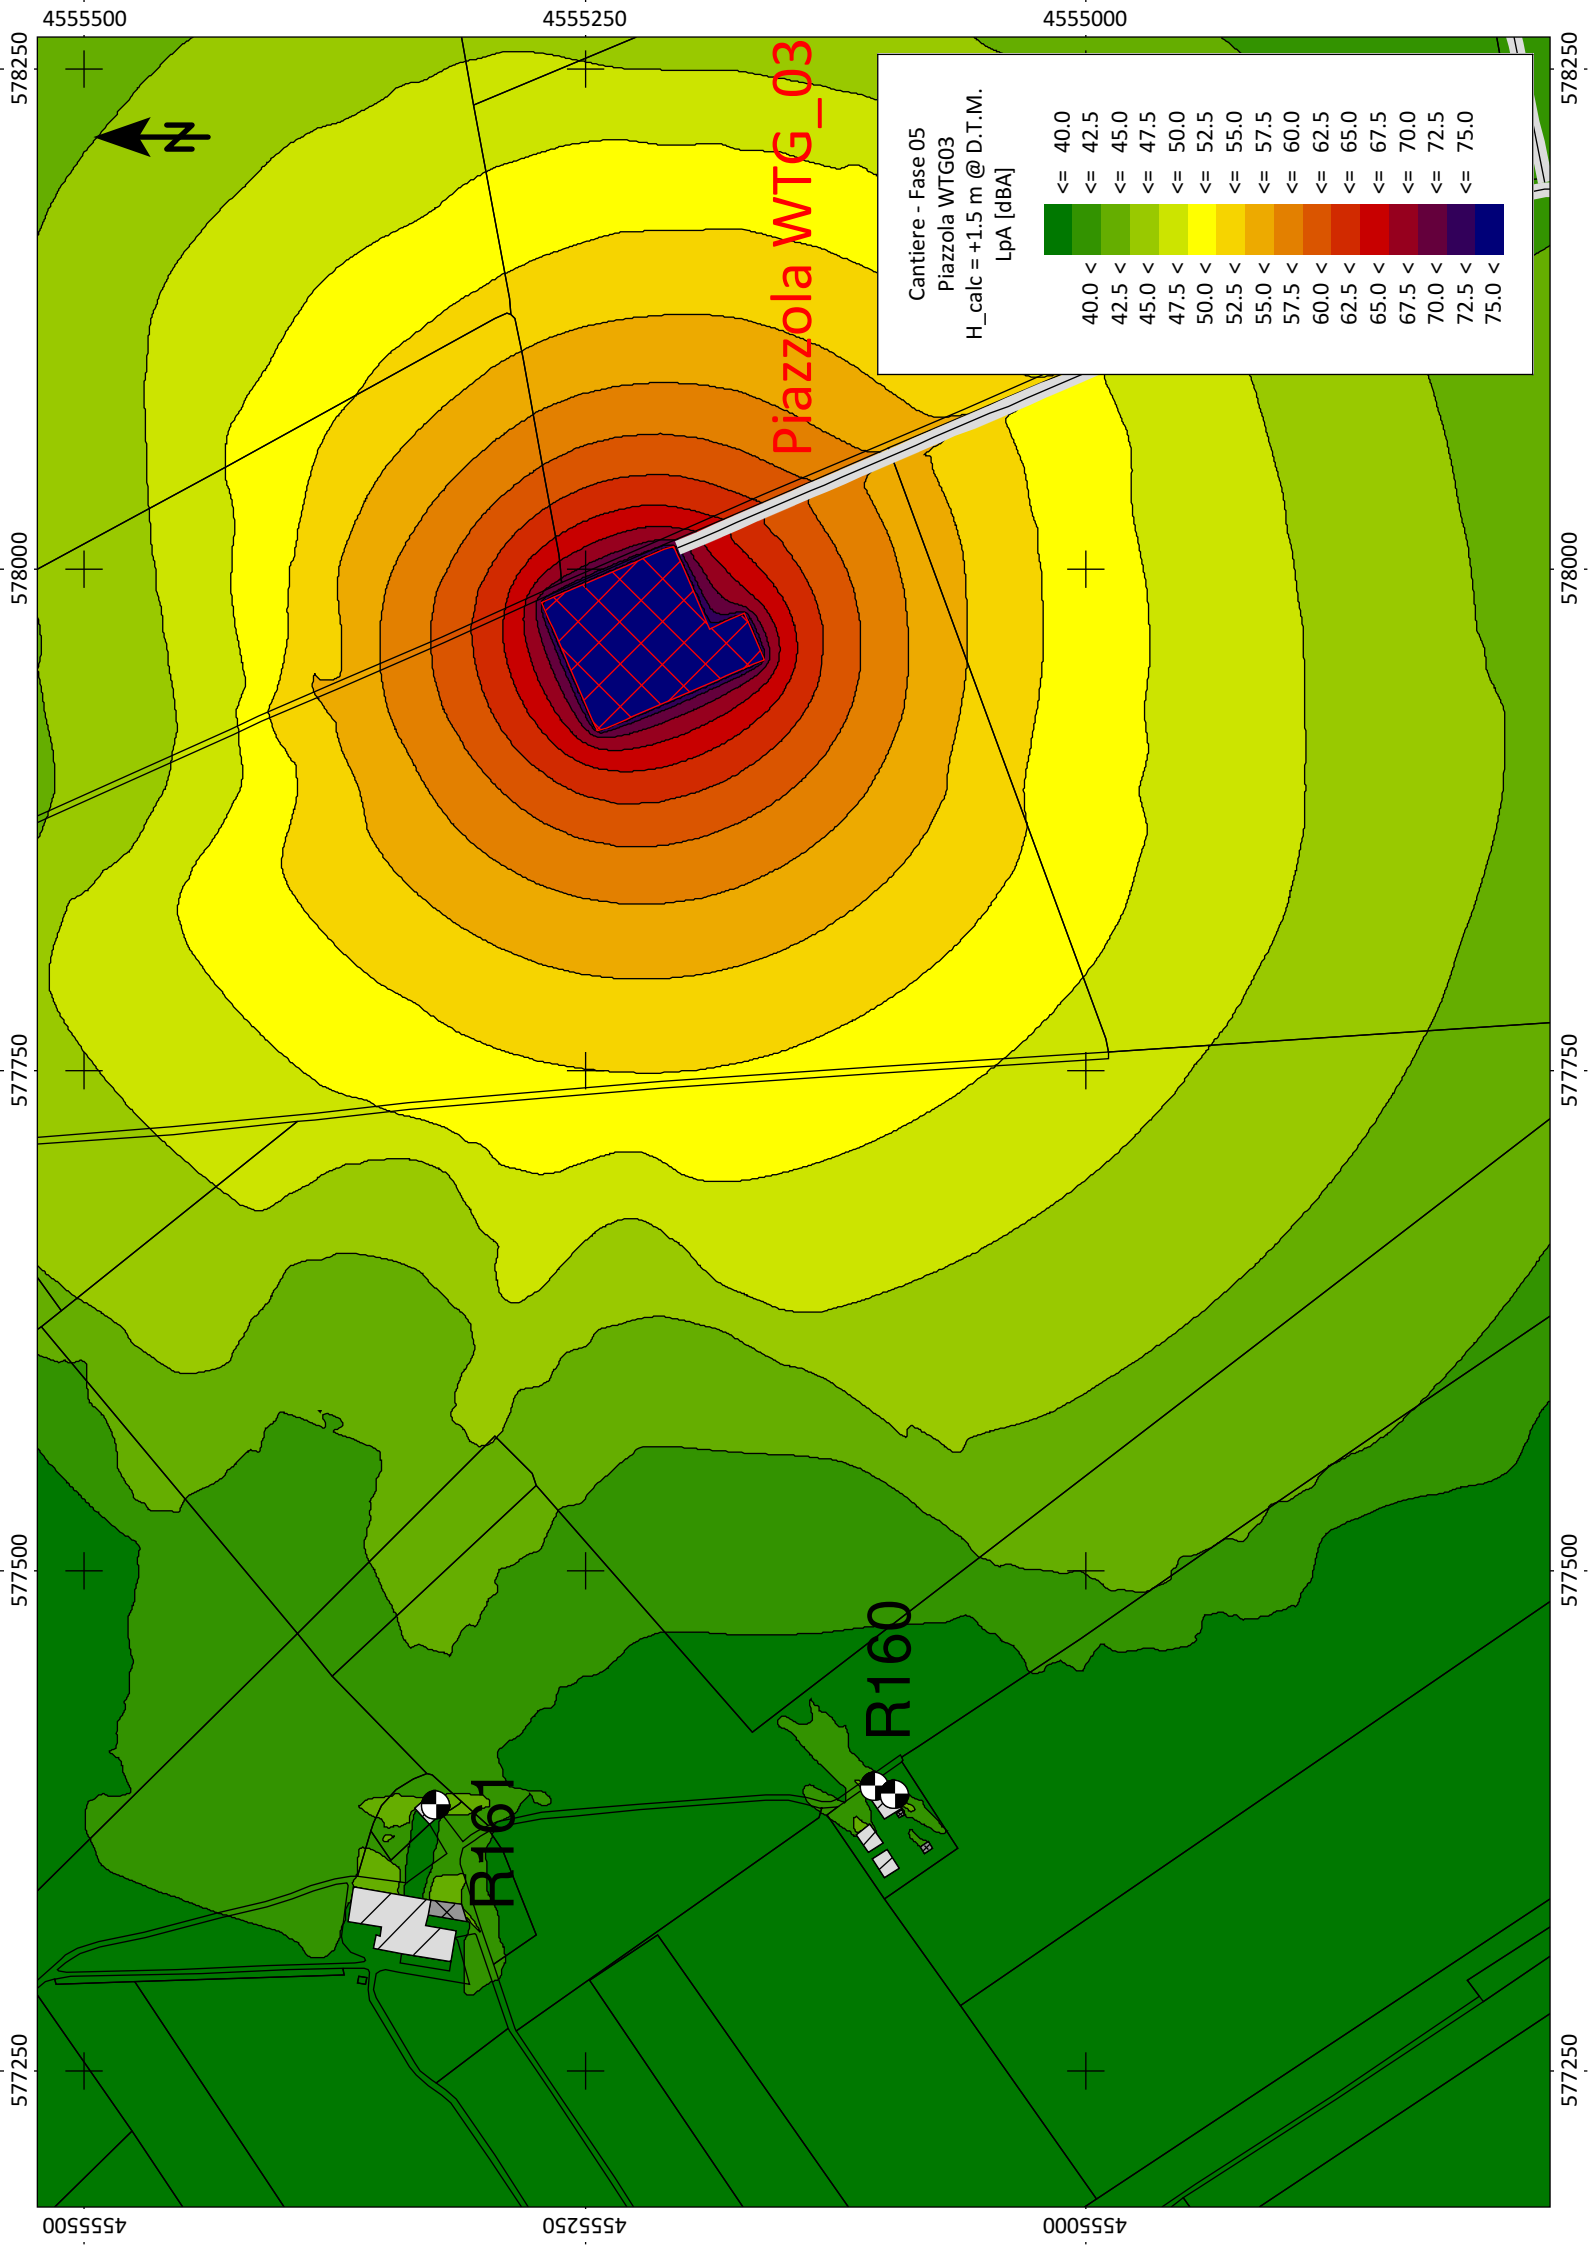 4555500
4555250
4555000
578250
578000
577750
577500
577250
578250
578000
577750
577500
577250
4555500
4555250
4555000
N
Piazzola WTG_03
R160
R161
Cantiere - Fase 05
Piazzola WTG03
H_calc = +1.5 m @ D.T.M.
LpA [dBA]
<= 40.0
40.0 < <= 42.5
42.5 < <= 45.0
45.0 < <= 47.5
47.5 < <= 50.0
50.0 < <= 52.5
52.5 < <= 55.0
55.0 < <= 57.5
57.5 < <= 60.0
60.0 < <= 62.5
62.5 < <= 65.0
65.0 < <= 67.5
67.5 < <= 70.0
70.0 < <= 72.5
72.5 < <= 75.0
75.0 <